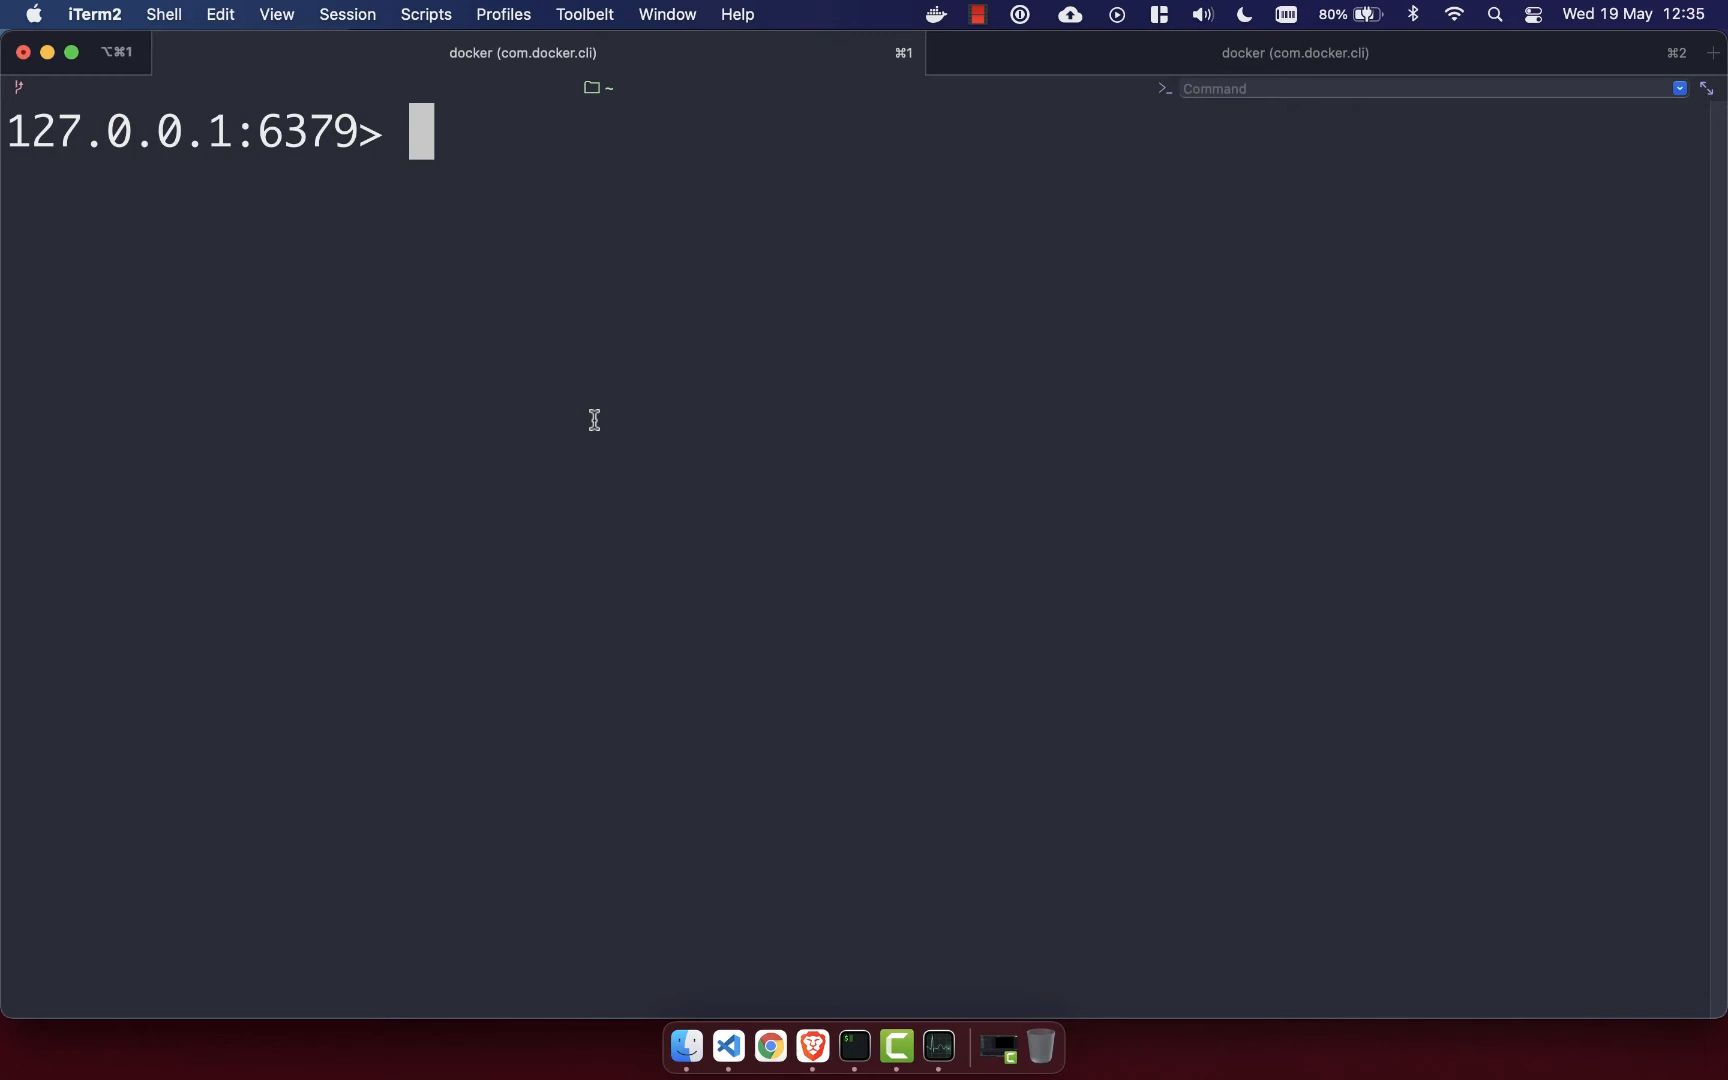 iTerm2 Shell Edit View Session Scripts Profiles Toolbelt Window Help 80% Wed 19 May 12:35
⌥⌘1 docker (com.docker.cli) ⌘1 docker (com.docker.cli) ⌘2
~ >_ Command
127.0.0.1:6379>